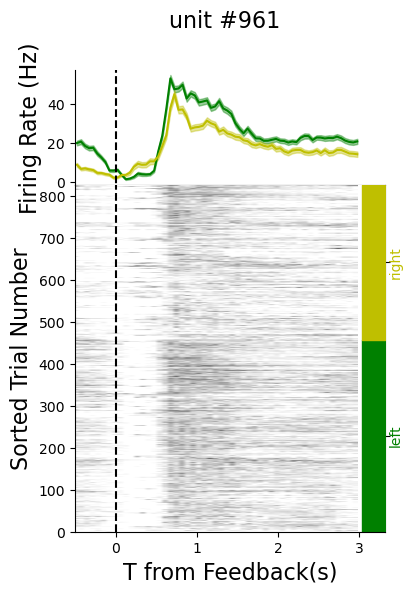 unit #961
Firing Rate (Hz)
40
20
0
Sorted Trial Number
800
700
600
500
400
300
200
100
0
right
left
0
1
2
3
T from Feedback(s)